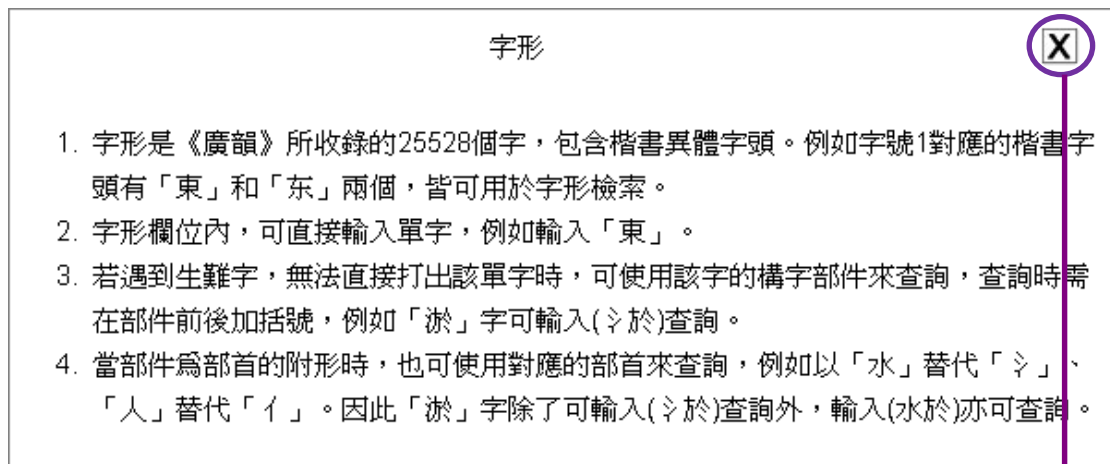 字形
X
1. 字形是《廣韻》所收錄的25528個字，包含楷書異體字頭。例如字號1對應的楷書字
頭有「東」和「东」兩個，皆可用於字形檢索。
2. 字形欄位內，可直接輸入單字，例如輸入「東」。
3. 若遇到生難字，無法直接打出該單字時，可使用該字的構字部件來查詢，查詢時需
在部件前後加括號，例如「淤」字可輸入(氵於)查詢。
4. 當部件爲部首的附形時，也可使用對應的部首來查詢，例如以「水」替代「氵」、
「人」替代「亻」。因此「淤」字除了可輸入(氵於)查詢外，輸入(水於)亦可查詢。